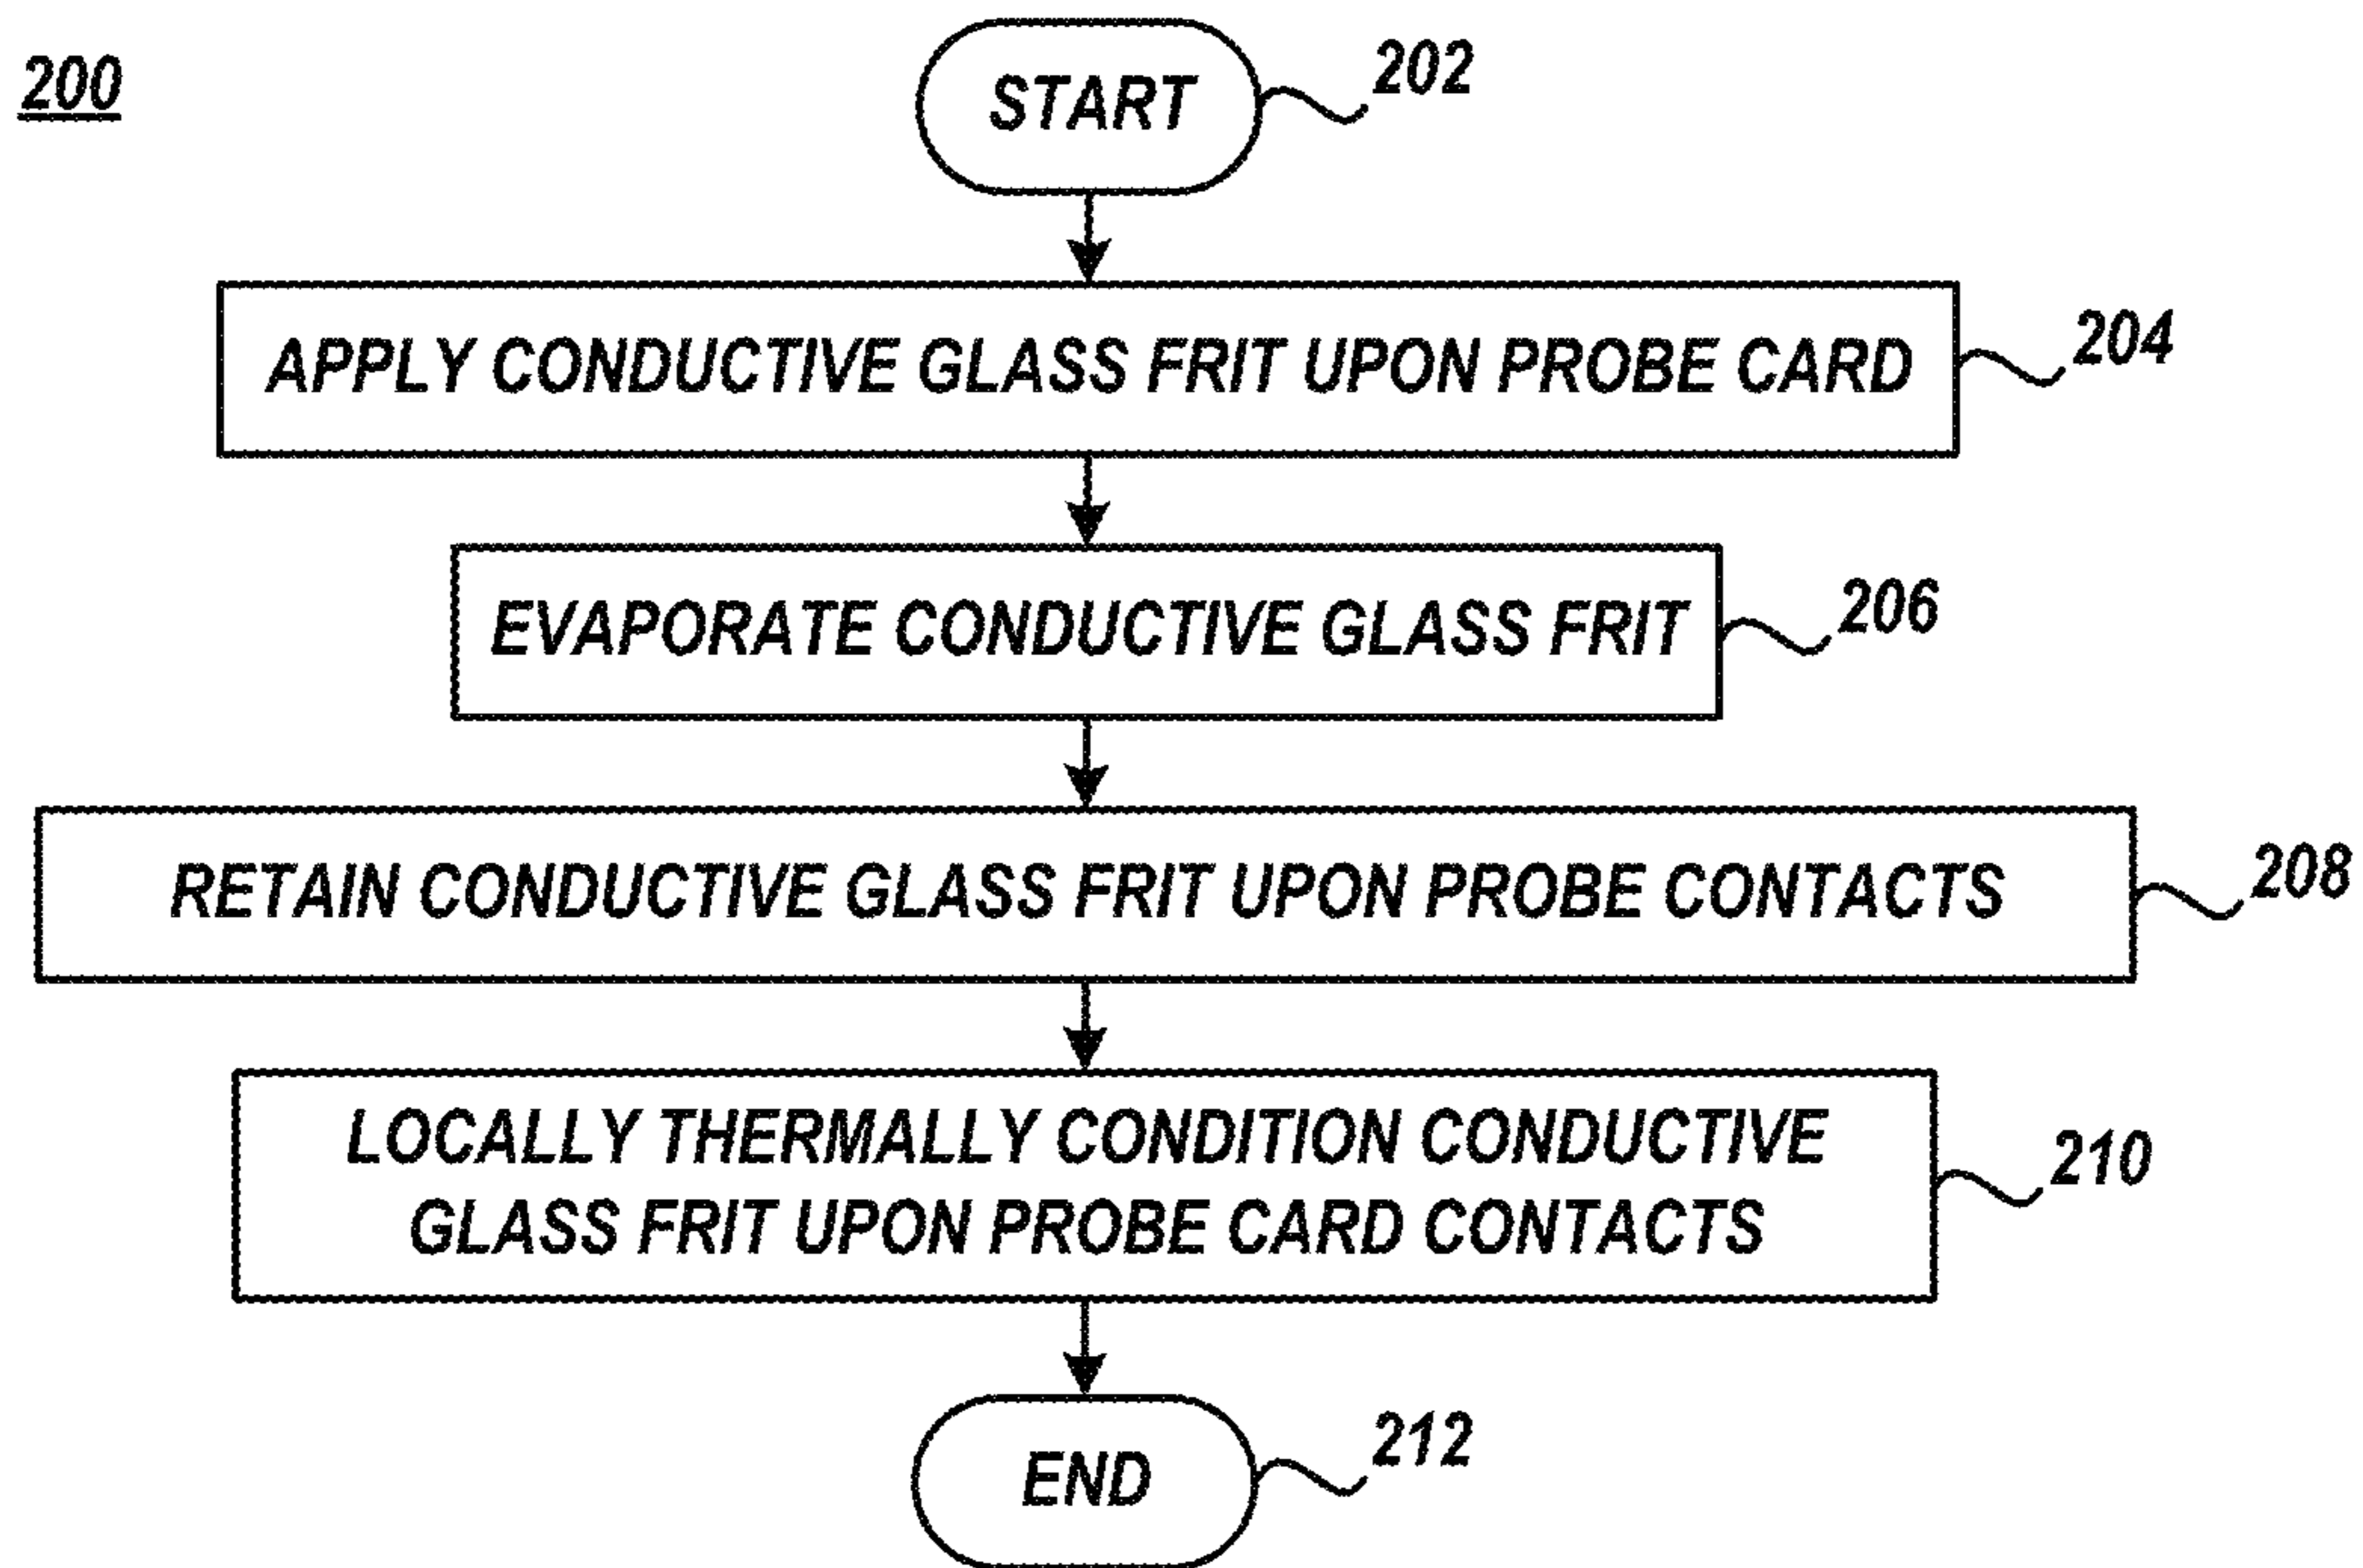 200
START
202
APPLY CONDUCTIVE GLASS FRIT UPON PROBE CARD
204
EVAPORATE CONDUCTIVE GLASS FRIT
206
RETAIN CONDUCTIVE GLASS FRIT UPON PROBE CONTACTS
208
LOCALLY THERMALLY CONDITION CONDUCTIVE
GLASS FRIT UPON PROBE CARD CONTACTS
210
END
212